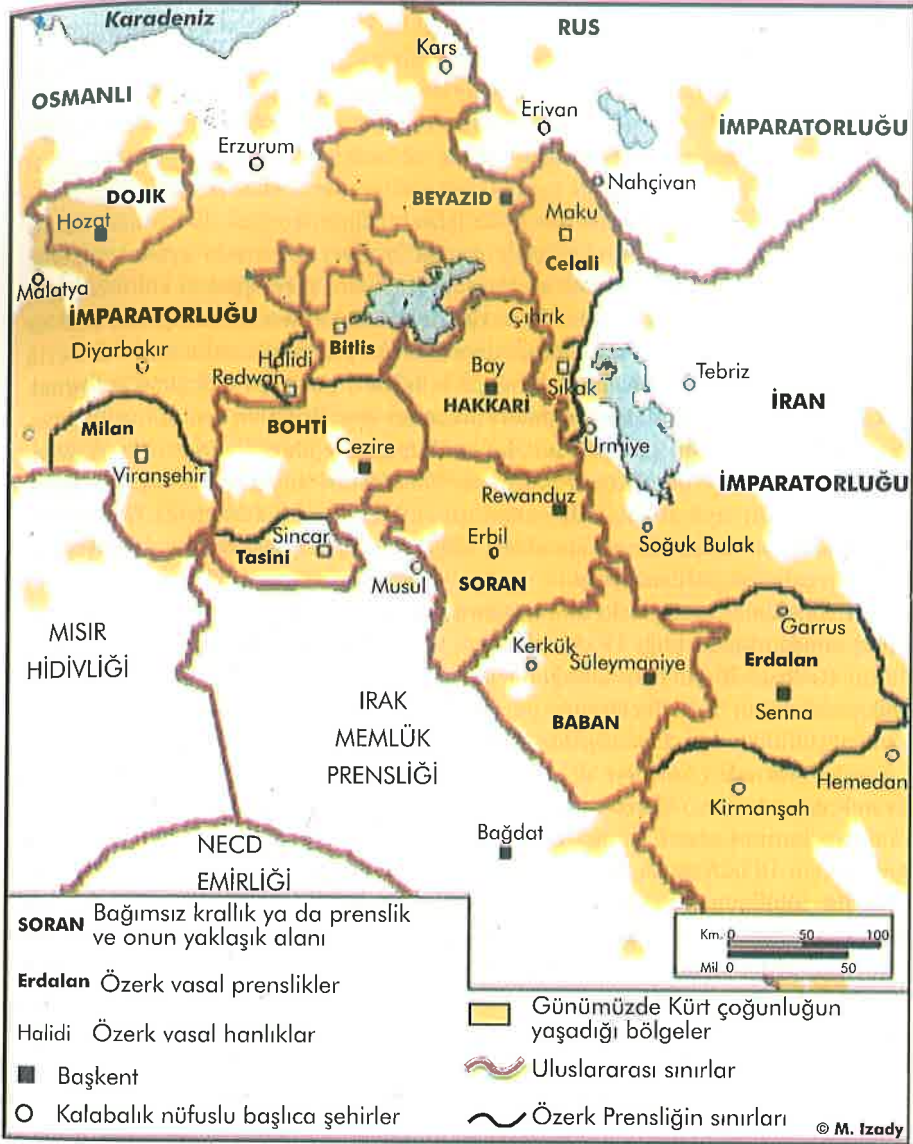 Karadeniz
RUS
Kars
OSMANLI
Erivan
İMPARATORLUĞU
Erzurum
Nahçivan
DOJIK
BEYAZID
Hozat
Maku
Celali
Malatya
İMPARATORLUĞU
Çıhrık
Diyarbakır
Halidi
Bitlis
Redwan
Bay
Şikak
Tebriz
HAKKARİ
İRAN
Milan
BOHTİ
Urmiye
Cezire
Viranşehir
İMPARATORLUĞU
Rewanduz
Sincar
Erbil
Soğuk Bulak
Tasini
Musul
SORAN
MISIR
HİDİVLİĞİ
Garrus
Kerkük
Süleymaniye
Erdalan
IRAK
MEMLÜK
PRENSLİĞİ
BABAN
Senna
Hemedan
Kirmanşah
Bağdat
NECD
EMİRLİĞİ
SORAN Bağımsız krallık ya da prenslik
ve onun yaklaşık alanı
Km. 0 50 100
Mil 0 50
Erdalan Özerk vasal prenslikler
Halidi Özerk vasal hanlıklar
Başkent
Kalabalık nüfuslu başlıca şehirler
Günümüzde Kürt çoğunluğun
yaşadığı bölgeler
Uluslararası sınırlar
Özerk Prensliğin sınırları
© M. Izady